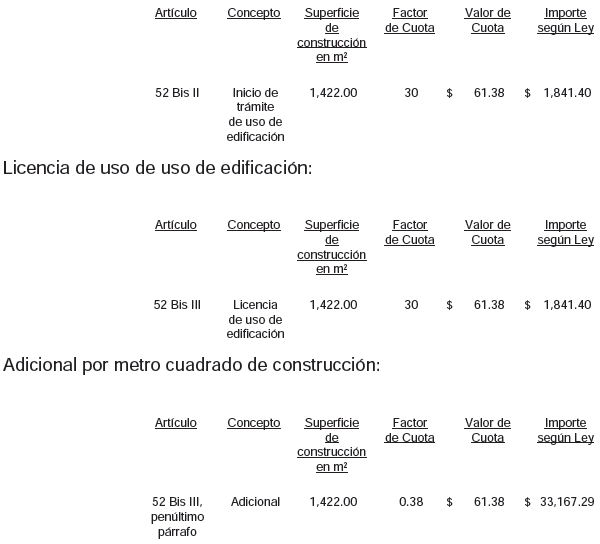 Artículo Concepto Superficie de construcción en m² Factor de Cuota Valor de Cuota Importe según Ley
52 Bis II Inicio de trámite de uso de edificación 1,422.00 30 $ 61.38 $ 1,841.40
Licencia de uso de uso de edificación:
Artículo Concepto Superficie de construcción en m² Factor de Cuota Valor de Cuota Importe según Ley
52 Bis III Licencia de uso de edificación 1,422.00 30 $ 61.38 $ 1,841.40
Adicional por metro cuadrado de construcción:
Artículo Concepto Superficie de construcción en m² Factor de Cuota Valor de Cuota Importe según Ley
52 Bis III, penúltimo párrafo Adicional 1,422.00 0.38 $ 61.38 $ 33,167.29